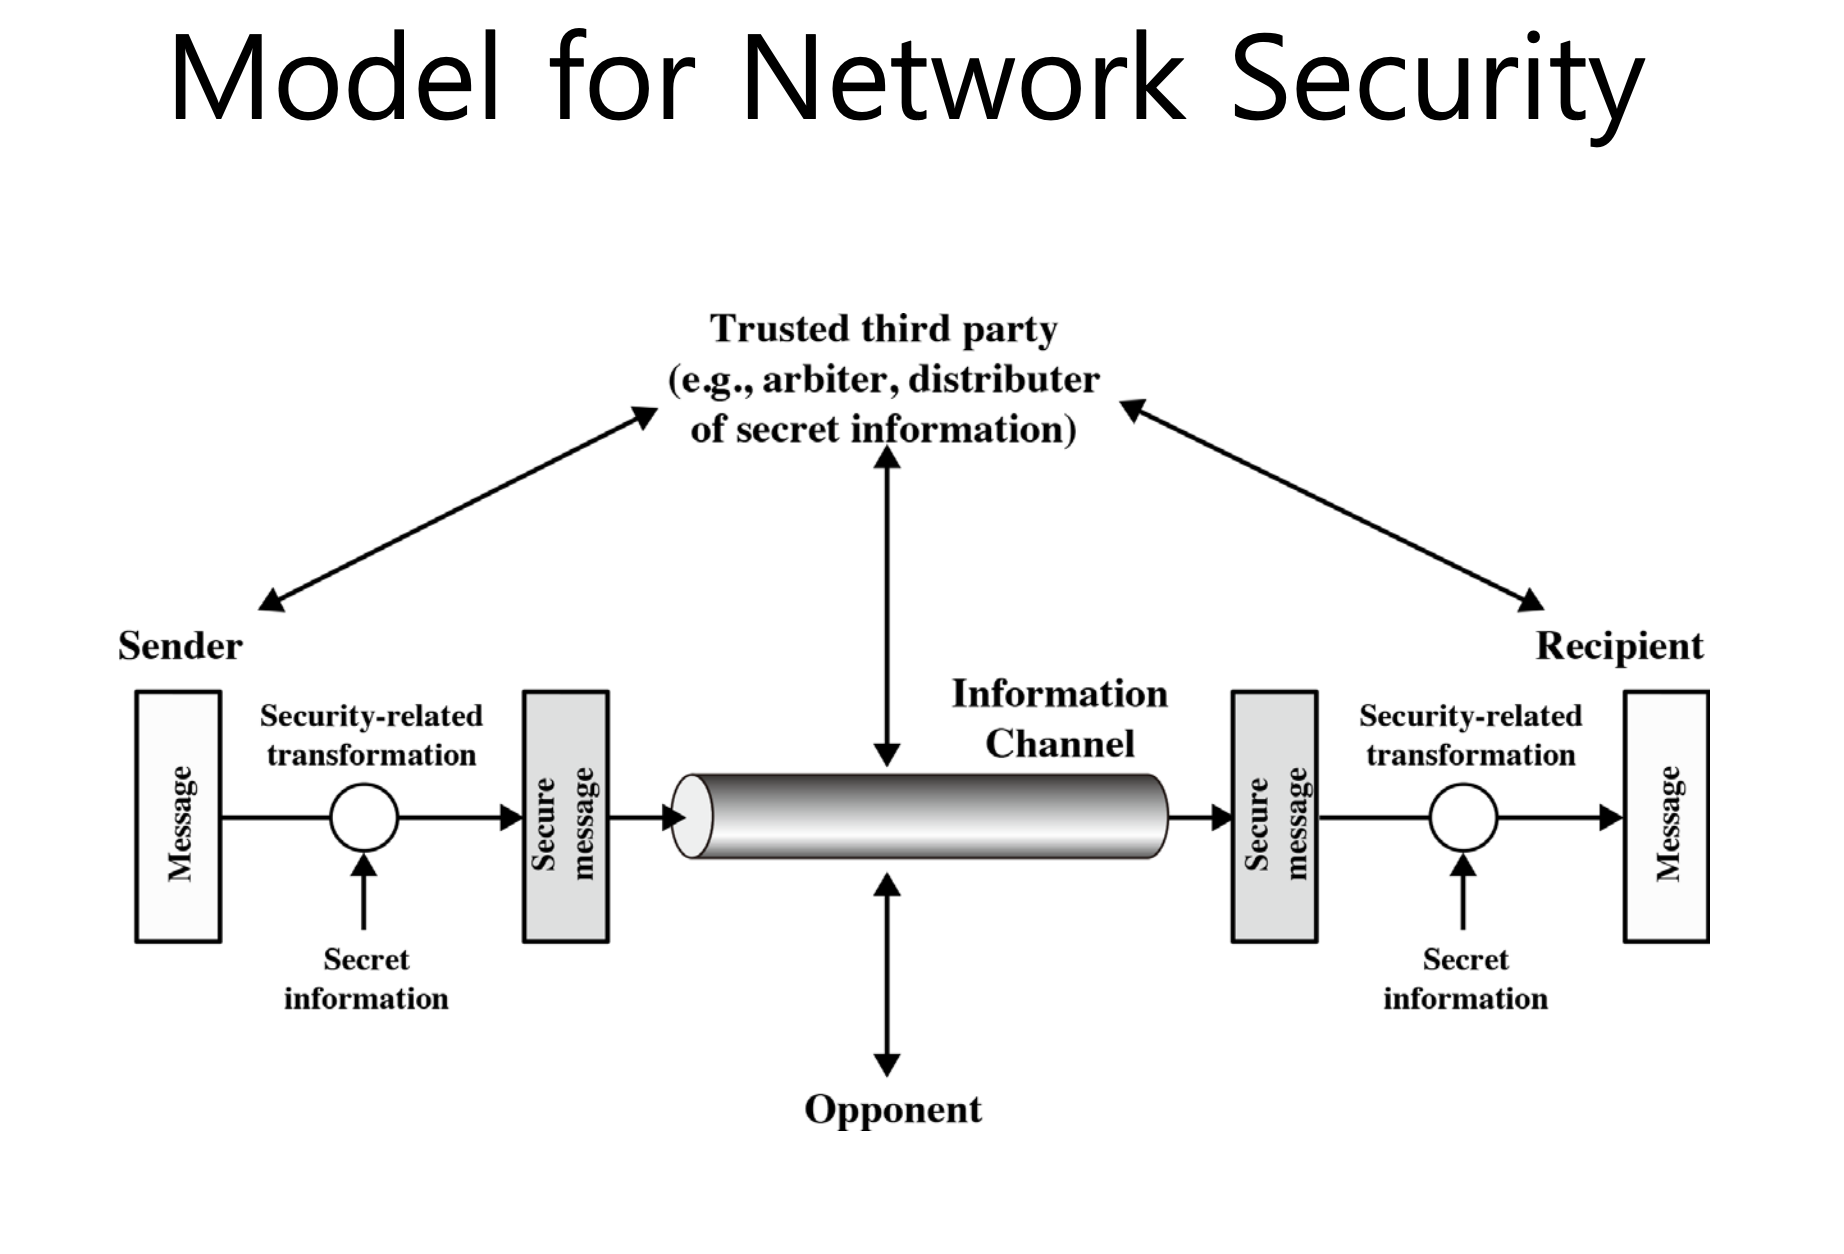 Model for Network Security
Trusted third party
(e.g., arbiter, distributer
of secret information)
Sender
Recipient
Information
Channel
Security-related
transformation
Security-related
transformation
Message
Secure
message
Secure
message
Message
Secret
information
Secret
information
Opponent